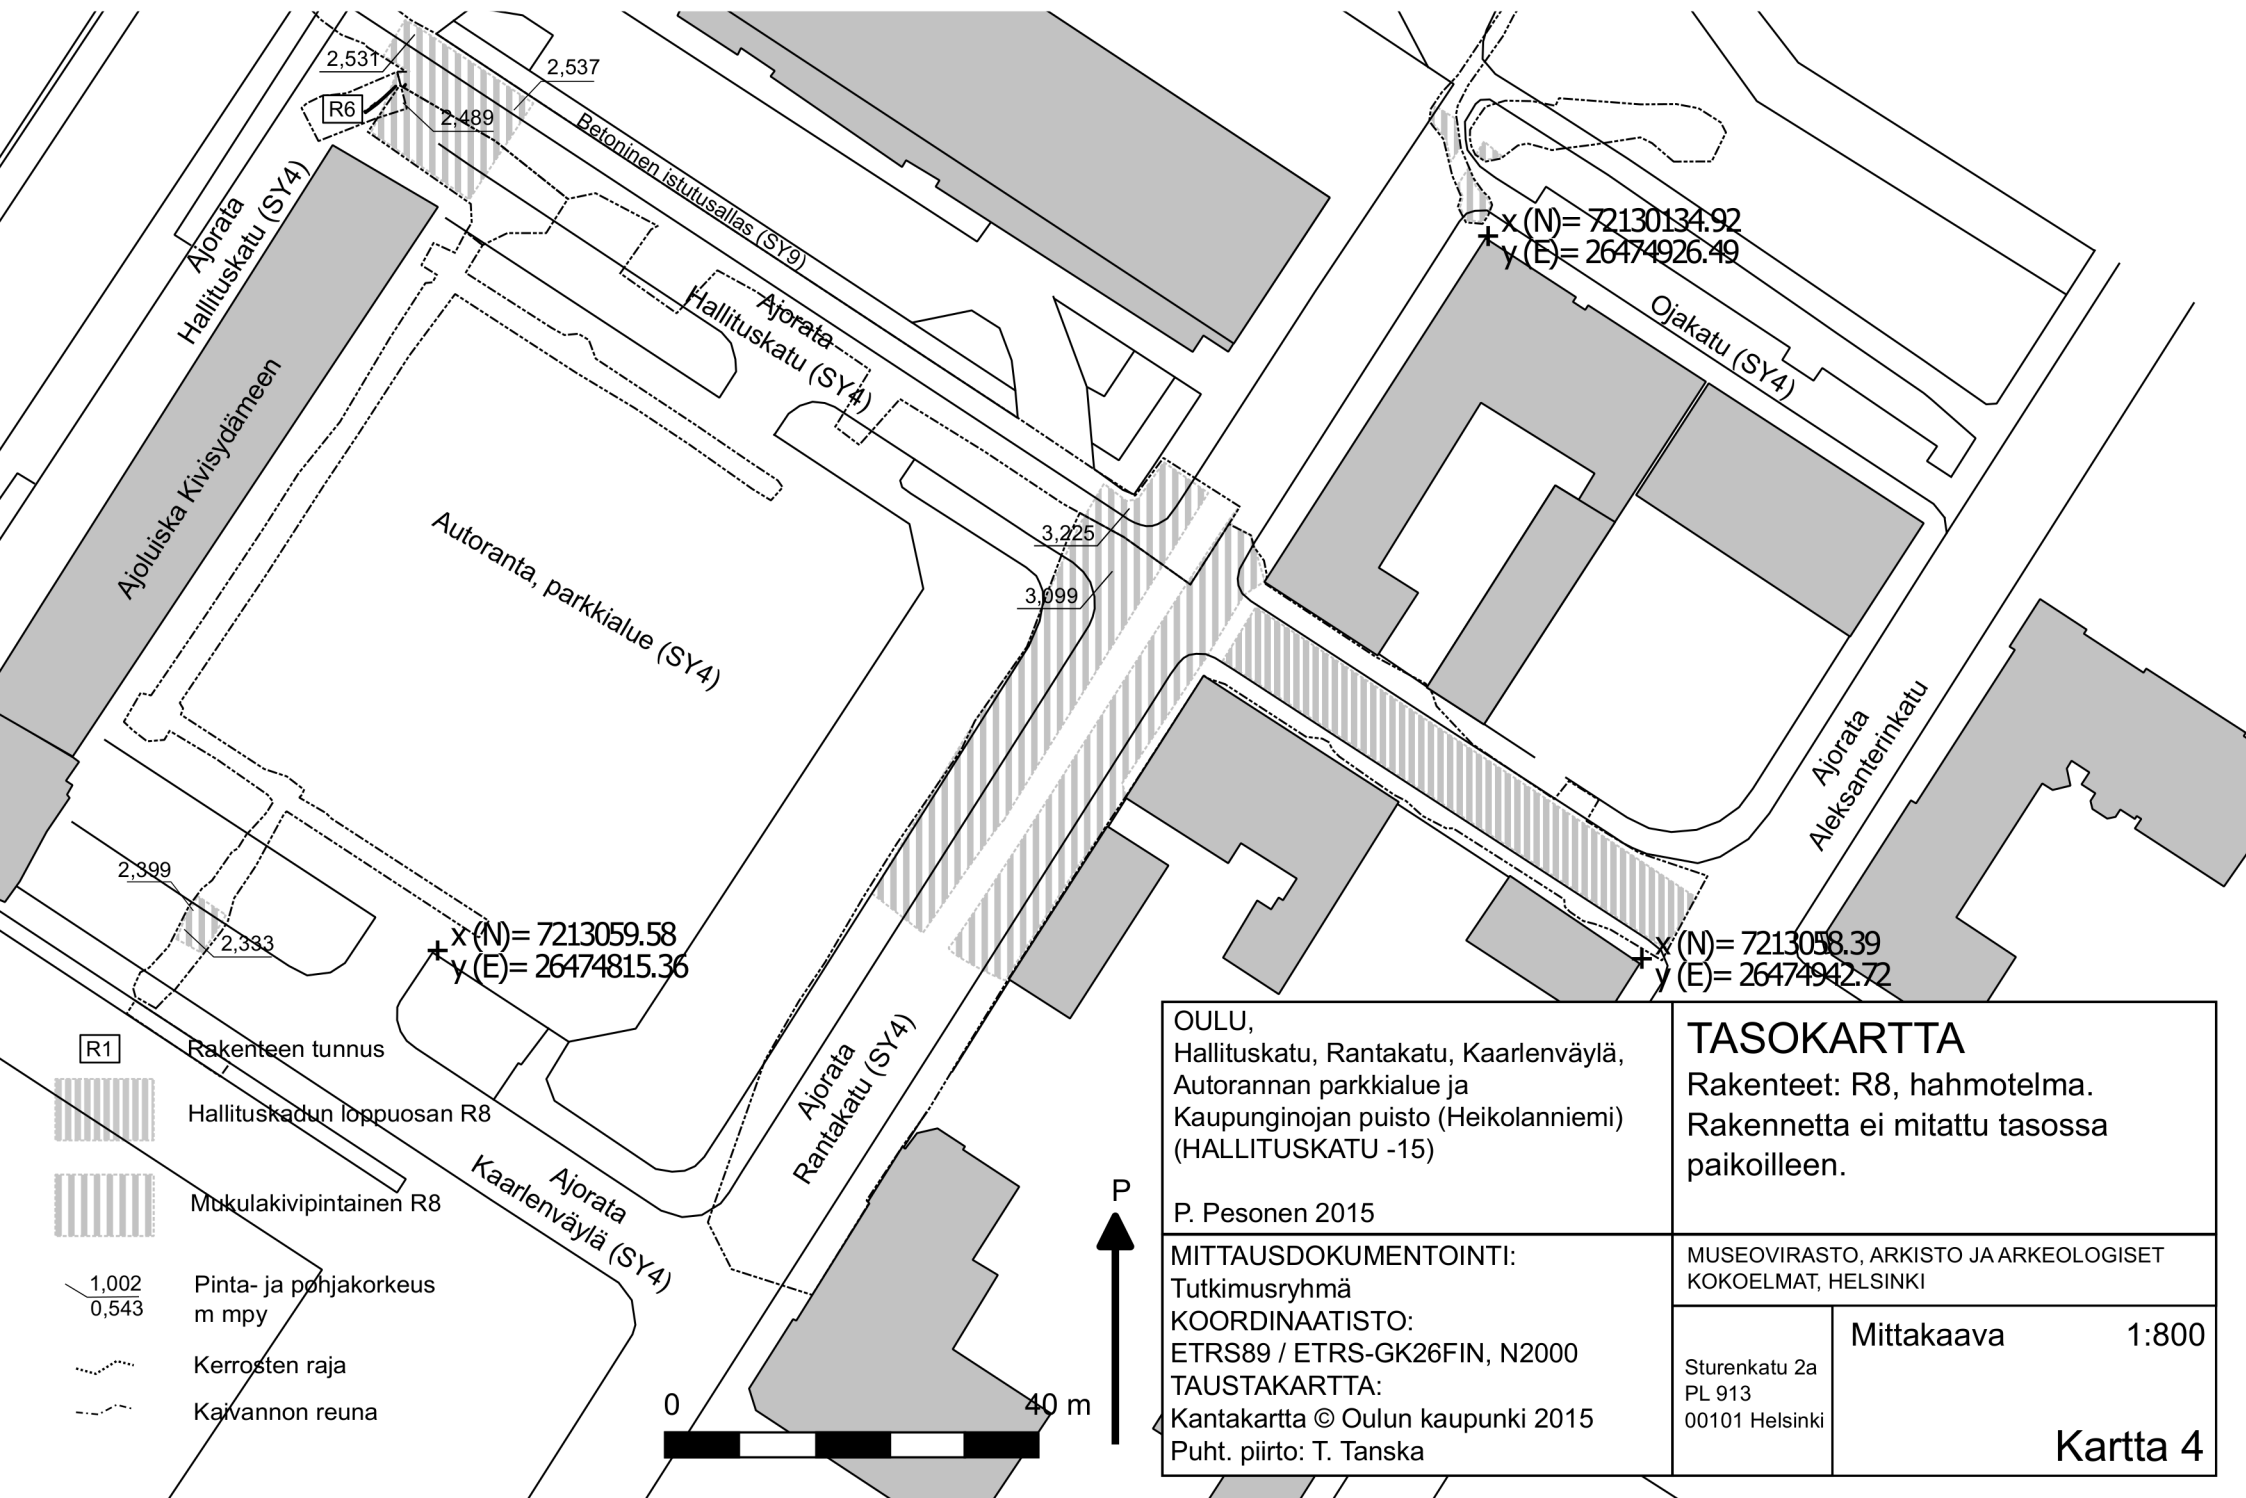 2,531
2,537
R6
2,489
Betoninen istutusallas (SY9)
Ajorata
Hallituskatu (SY4)
x (N)= 72130134.92
y (E)= 26474926.49
Ajorata
Hallituskatu (SY4)
Ojakatu (SY4)
Ajoluiska Kivisydämeen
Autoranta, parkkialue (SY4)
3,225
3,099
Ajorata
Aleksanterinkatu
2,399
2,333
x (N)= 7213059.58
y (E)= 26474815.36
x (N)= 7213058.39
y (E)= 26474942.72
Ajorata
Rantakatu (SY4)
Ajorata
Kaarlenväylä (SY4)
R1 Rakenteen tunnus
Hallituskadun loppuosan R8
Mukulakivipintainen R8
1,002
0,543
Pinta- ja pohjakorkeus
m mpy
Kerrosten raja
Kaivannon reuna
0 40 m
P
OULU,
Hallituskatu, Rantakatu, Kaarlenväylä,
Autorannan parkkialue ja
Kaupunginojan puisto (Heikolanniemi)
(HALLITUSKATU -15)
P. Pesonen 2015
TASOKARTTA
Rakenteet: R8, hahmotelma.
Rakennetta ei mitattu tasossa
paikoilleen.
MITTAUSDOKUMENTOINTI:
Tutkimusryhmä
KOORDINAATISTO:
ETRS89 / ETRS-GK26FIN, N2000
TAUSTAKARTTA:
Kantakartta © Oulun kaupunki 2015
Puht. piirto: T. Tanska
MUSEOVIRASTO, ARKISTO JA ARKEOLOGISET
KOKOELMAT, HELSINKI
Sturenkatu 2a
PL 913
00101 Helsinki
Mittakaava 1:800
Kartta 4